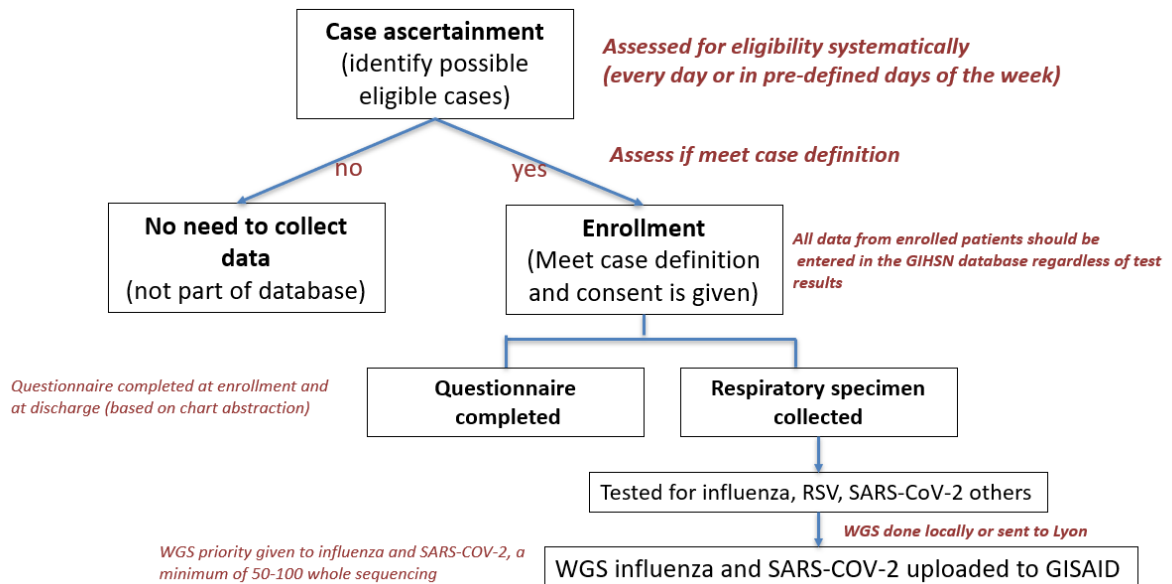 Case ascertainment
(identify possible
eligible cases)
Assessed for eligibility systematically
(every day or in pre-defined days of the week)
no
yes
Assess if meet case definition
No need to collect
data
(not part of database)
Enrollment
(Meet case definition
and consent is given)
All data from enrolled patients should be
entered in the GIHSN database regardless of test
results
Questionnaire completed at enrollment and
at discharge (based on chart abstraction)
Questionnaire
completed
Respiratory specimen
collected
Tested for influenza, RSV, SARS-CoV-2 others
WGS done locally or sent to Lyon
WGS priority given to influenza and SARS-COV-2, a
minimum of 50-100 whole sequencing
WGS influenza and SARS-COV-2 uploaded to GISAID